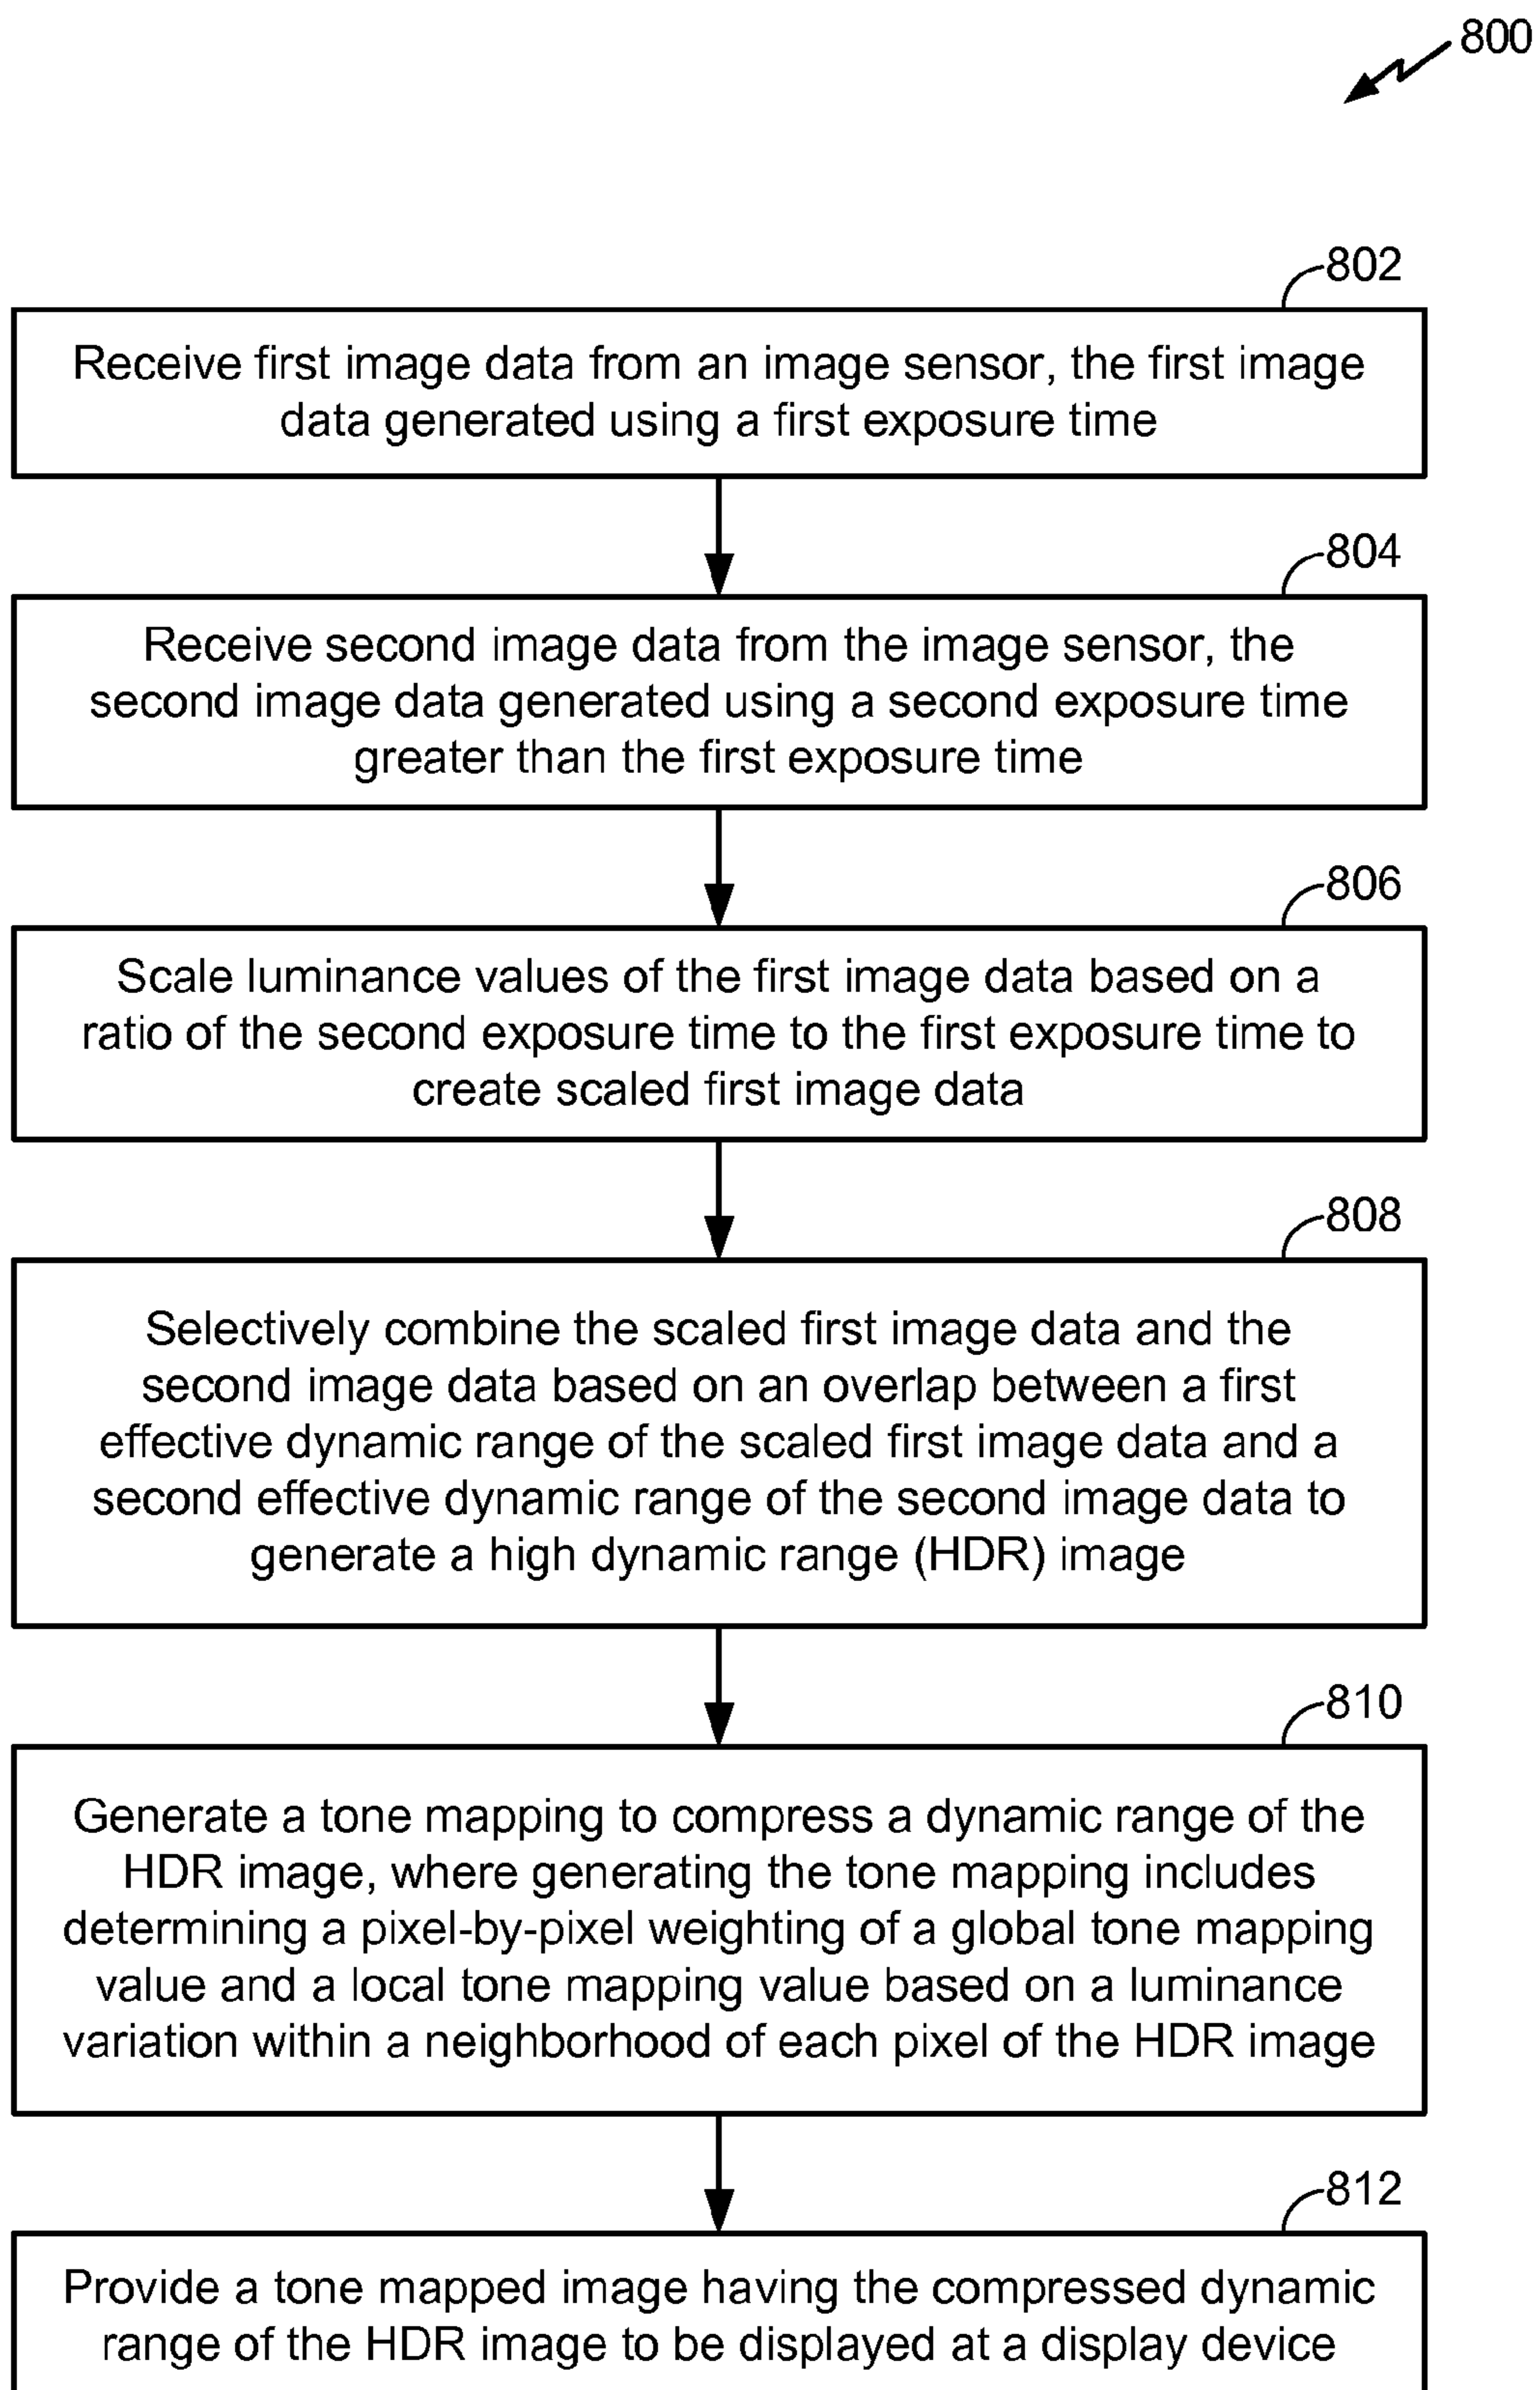 800
802
Receive first image data from an image sensor, the first image
data generated using a first exposure time
804
Receive second image data from the image sensor, the
second image data generated using a second exposure time
greater than the first exposure time
806
Scale luminance values of the first image data based on a
ratio of the second exposure time to the first exposure time to
create scaled first image data
808
Selectively combine the scaled first image data and the
second image data based on an overlap between a first
effective dynamic range of the scaled first image data and a
second effective dynamic range of the second image data to
generate a high dynamic range (HDR) image
810
Generate a tone mapping to compress a dynamic range of the
HDR image, where generating the tone mapping includes
determining a pixel-by-pixel weighting of a global tone mapping
value and a local tone mapping value based on a luminance
variation within a neighborhood of each pixel of the HDR image
812
Provide a tone mapped image having the compressed dynamic
range of the HDR image to be displayed at a display device